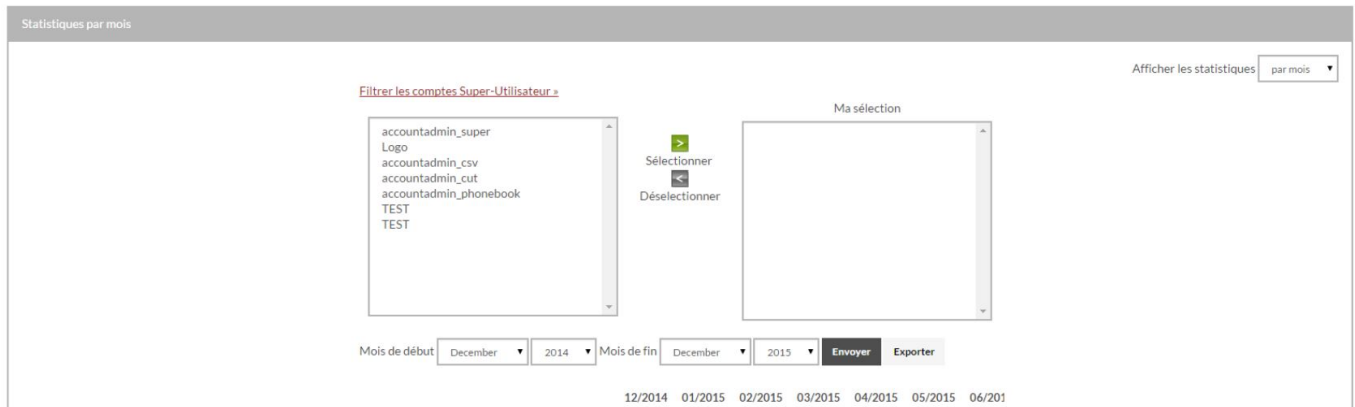 Statistiques par mois
Afficher les statistiques par mois
Filtrer les comptes Super-Utilisateur »
Ma sélection
accountadmin_super
Logo
accountadmin_csv
accountadmin_cut
accountadmin_phonebook
TEST
TEST
>
Sélectionner
<
Déselectionner
Mois de début December 2014 Mois de fin December 2015 Envoyer Exporter
12/2014 01/2015 02/2015 03/2015 04/2015 05/2015 06/201